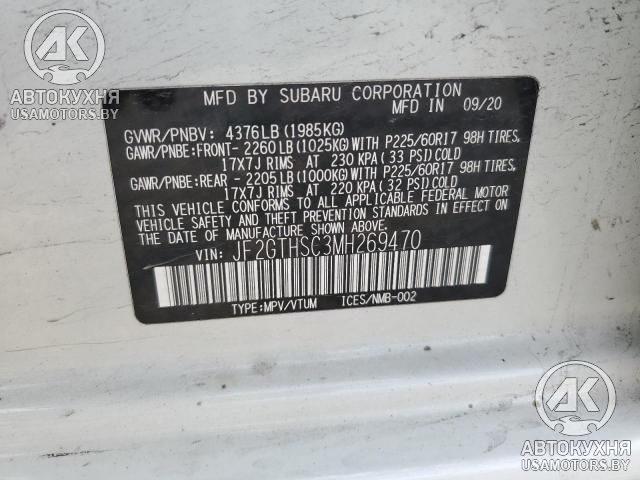 АК
АВТОКУХНЯ
USAMOTORS.BY
MFD BY SUBARU CORPORATION
MFD IN 09/20
GVWR/PNBV: 4376LB(1985KG)
GAWR/PNBE:FRONT- 2260LB(1025KG)WITH P225/60R17 98H TIRES,
17X7J RIMS AT 230 KPA(33 PSI)COLD
GAWR/PNBE:REAR - 2205LB(1000KG)WITH P225/60R17 98H TIRES,
17X7J RIMS AT 220 KPA(32 PSI)COLD
THIS VEHICLE CONFORMS TO ALL APPLICABLE FEDERAL MOTOR
VEHICLE SAFETY AND THEFT PREVENTION STANDARDS
IN EFFECT ON THE DATE OF MANUFACTURE SHOWN ABOVE.
VIN: JF2GTHSC3MH269470
TYPE:MPV/VTUM ICES/NMB-002
АК
АВТОКУХНЯ
USAMOTORS.BY